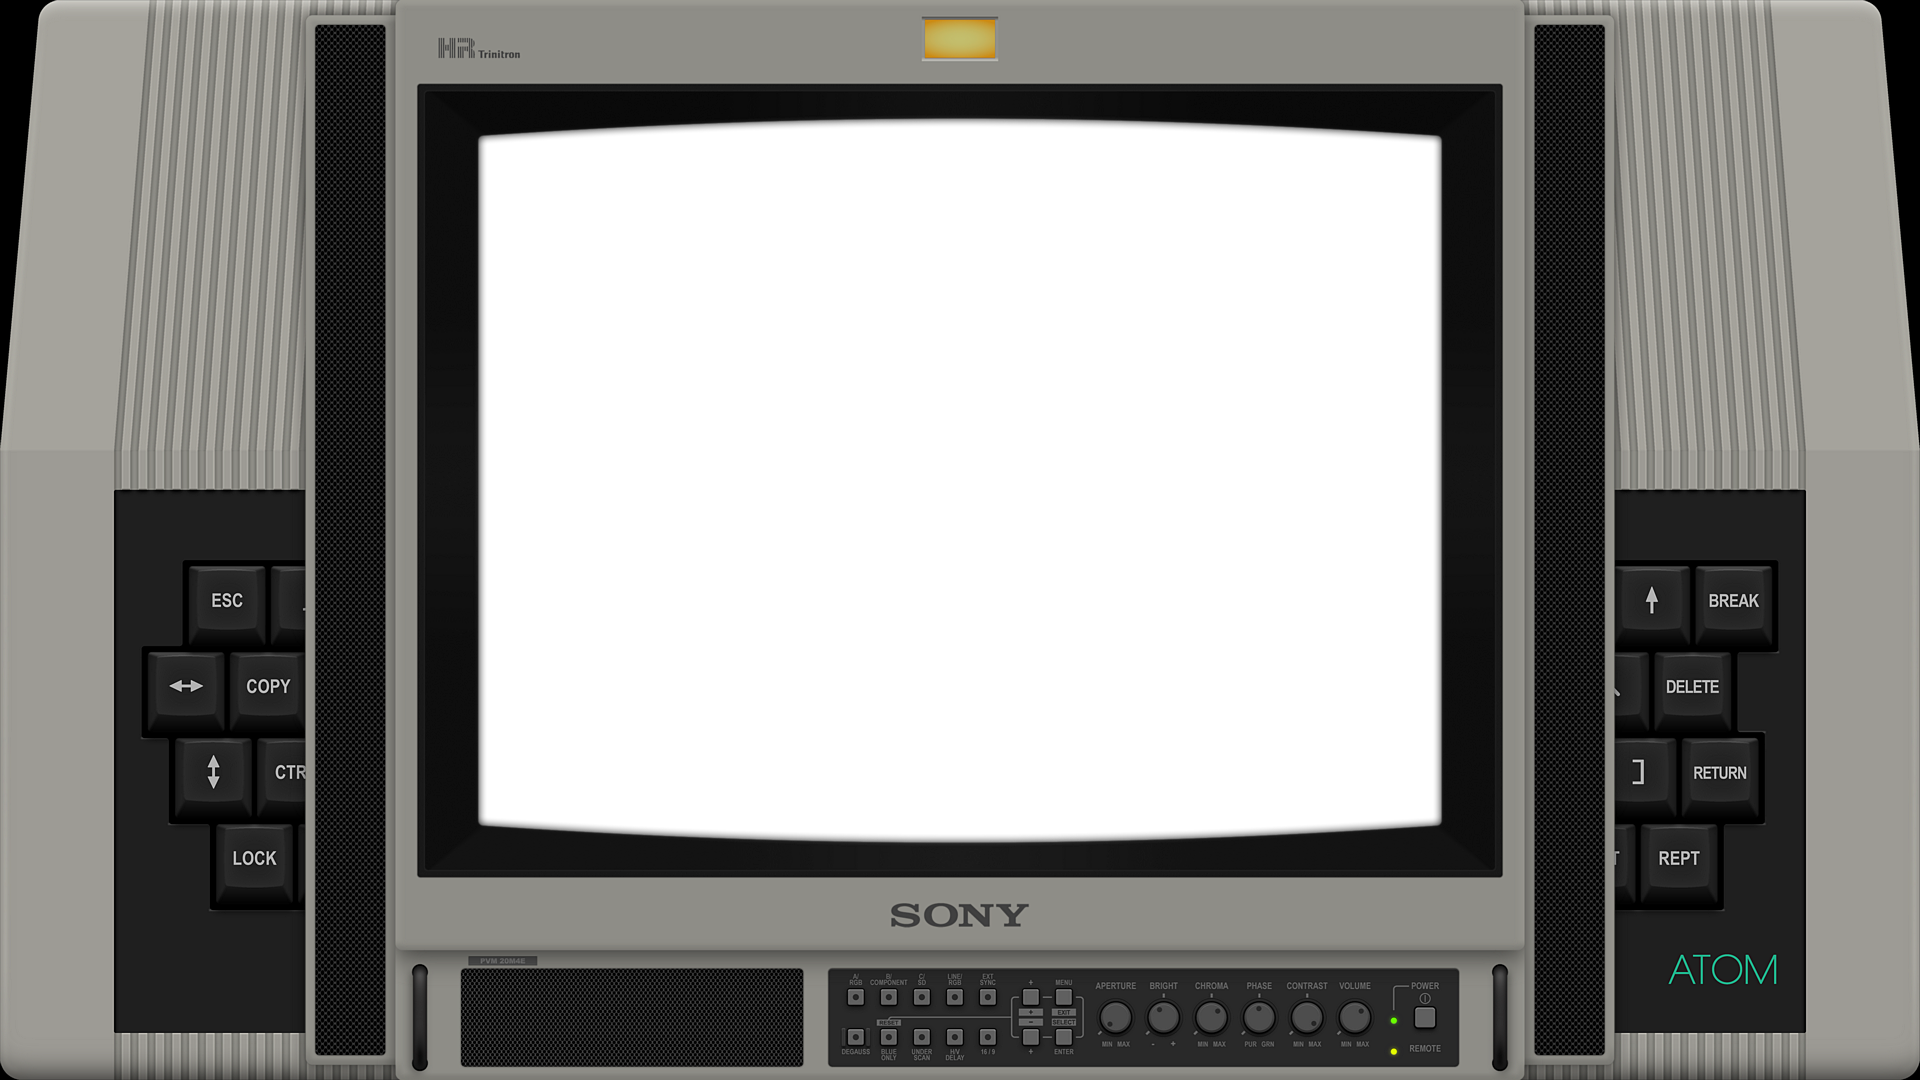 HR Trinitron
ESC
COPY
CTR
LOCK
BREAK
DELETE
]
RETURN
REPT
ATOM
SONY
PVM 20M4E
A/ RGB
B/ COMPONENT
C/ SD
LINE/ RGB
EXT SYNC
+
MENU
RESET
+
EXIT
−
SELECT
DEGAUSS
BLUE ONLY
UNDER SCAN
H/V DELAY
16 / 9
+
ENTER
APERTURE
BRIGHT
CHROMA
PHASE
CONTRAST
VOLUME
MIN MAX
- +
MIN MAX
PUR GRN
MIN MAX
MIN MAX
POWER
REMOTE